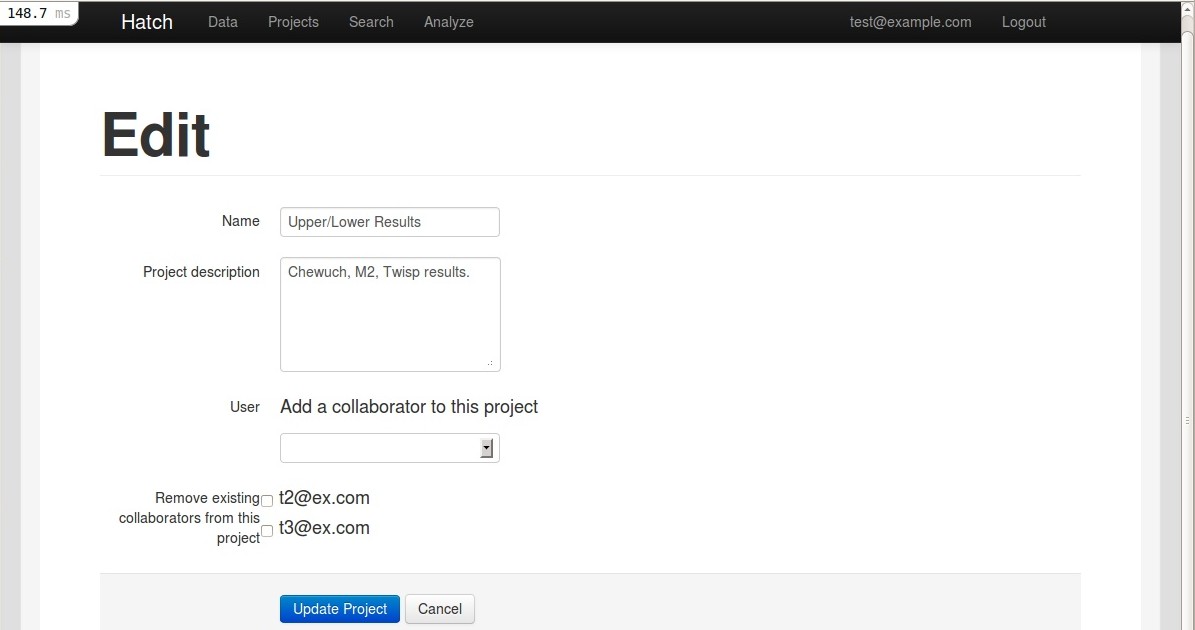 148.7 ms
Hatch Data Projects Search Analyze test@example.com Logout
Edit
Name Upper/Lower Results
Project description Chewuch, M2, Twisp results.
User Add a collaborator to this project
Remove existing collaborators from this project
t2@ex.com
t3@ex.com
Update Project Cancel